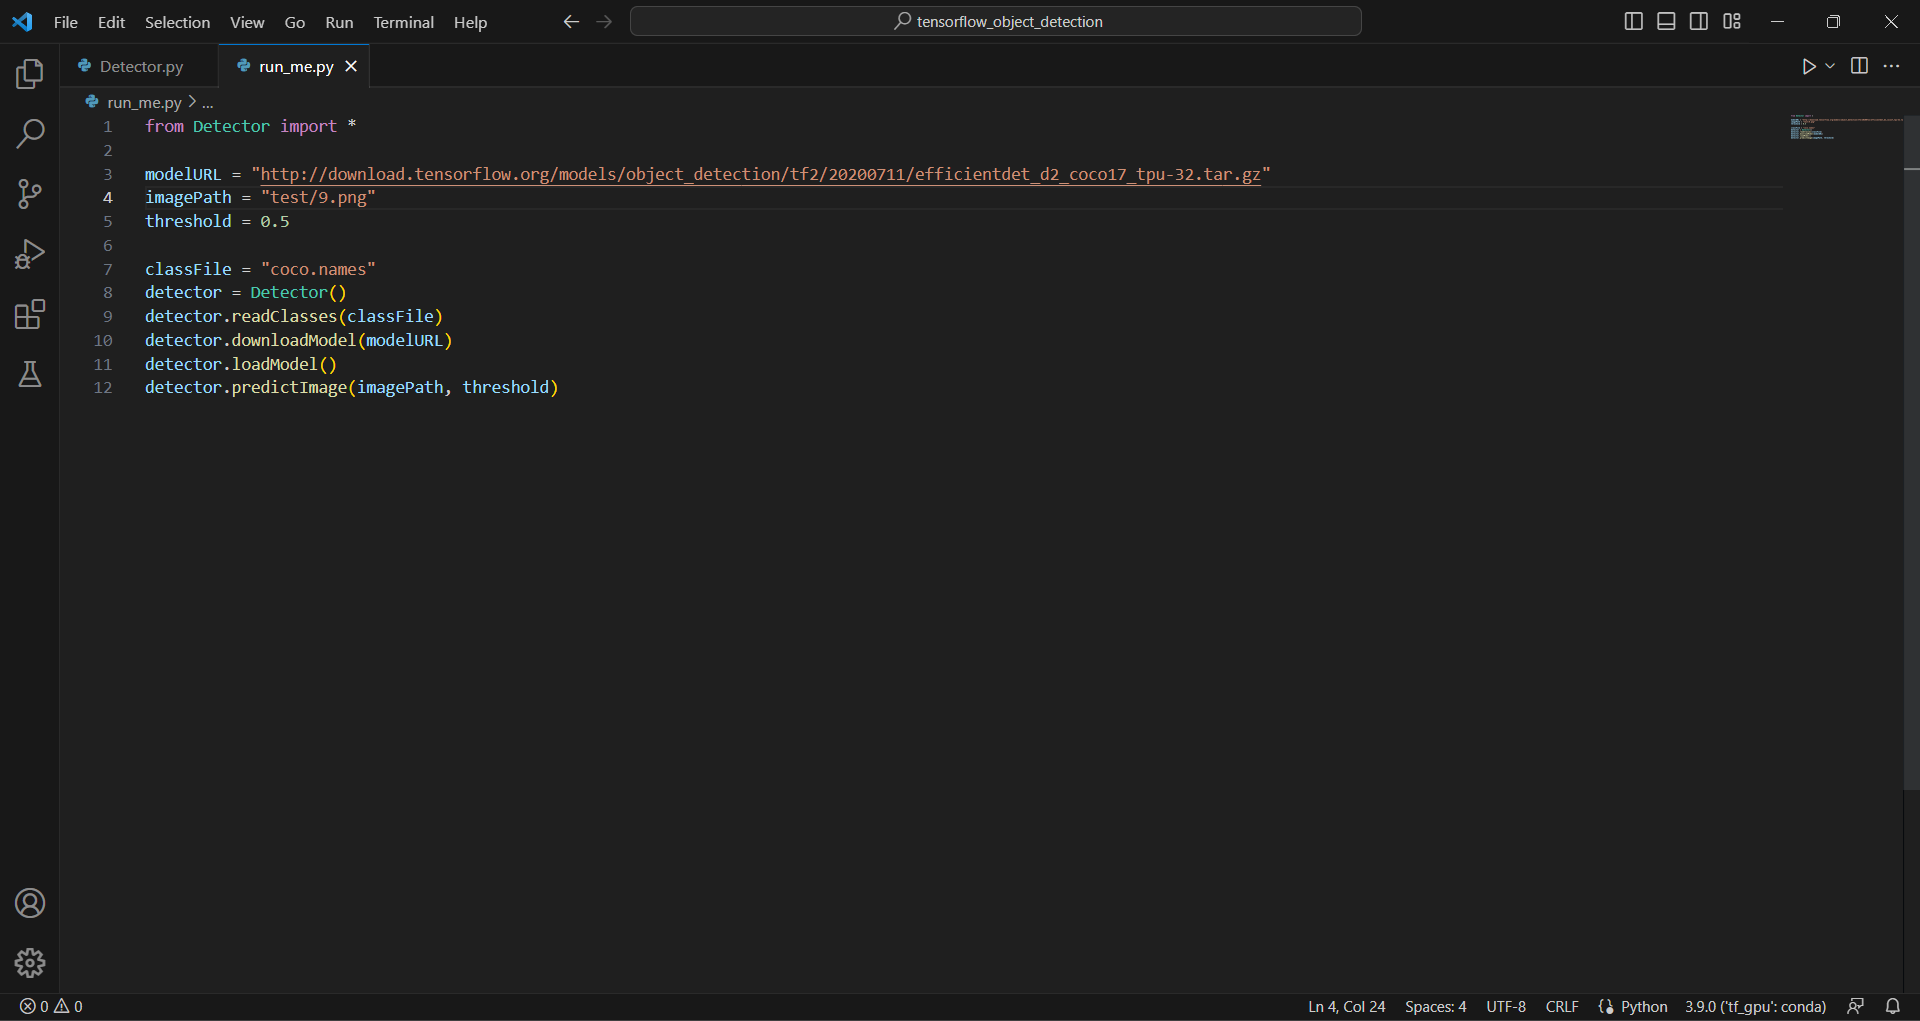 File Edit Selection View Go Run Terminal Help tensorflow_object_detection
Detector.py run_me.py
run_me.py > ...
1 from Detector import *
2
3 modelURL = "http://download.tensorflow.org/models/object_detection/tf2/20200711/efficientdet_d2_coco17_tpu-32.tar.gz"
4 imagePath = "test/9.png"
5 threshold = 0.5
6
7 classFile = "coco.names"
8 detector = Detector()
9 detector.readClasses(classFile)
10 detector.downloadModel(modelURL)
11 detector.loadModel()
12 detector.predictImage(imagePath, threshold)
0 0 Ln 4, Col 24 Spaces: 4 UTF-8 CRLF Python 3.9.0 ('tf_gpu': conda)